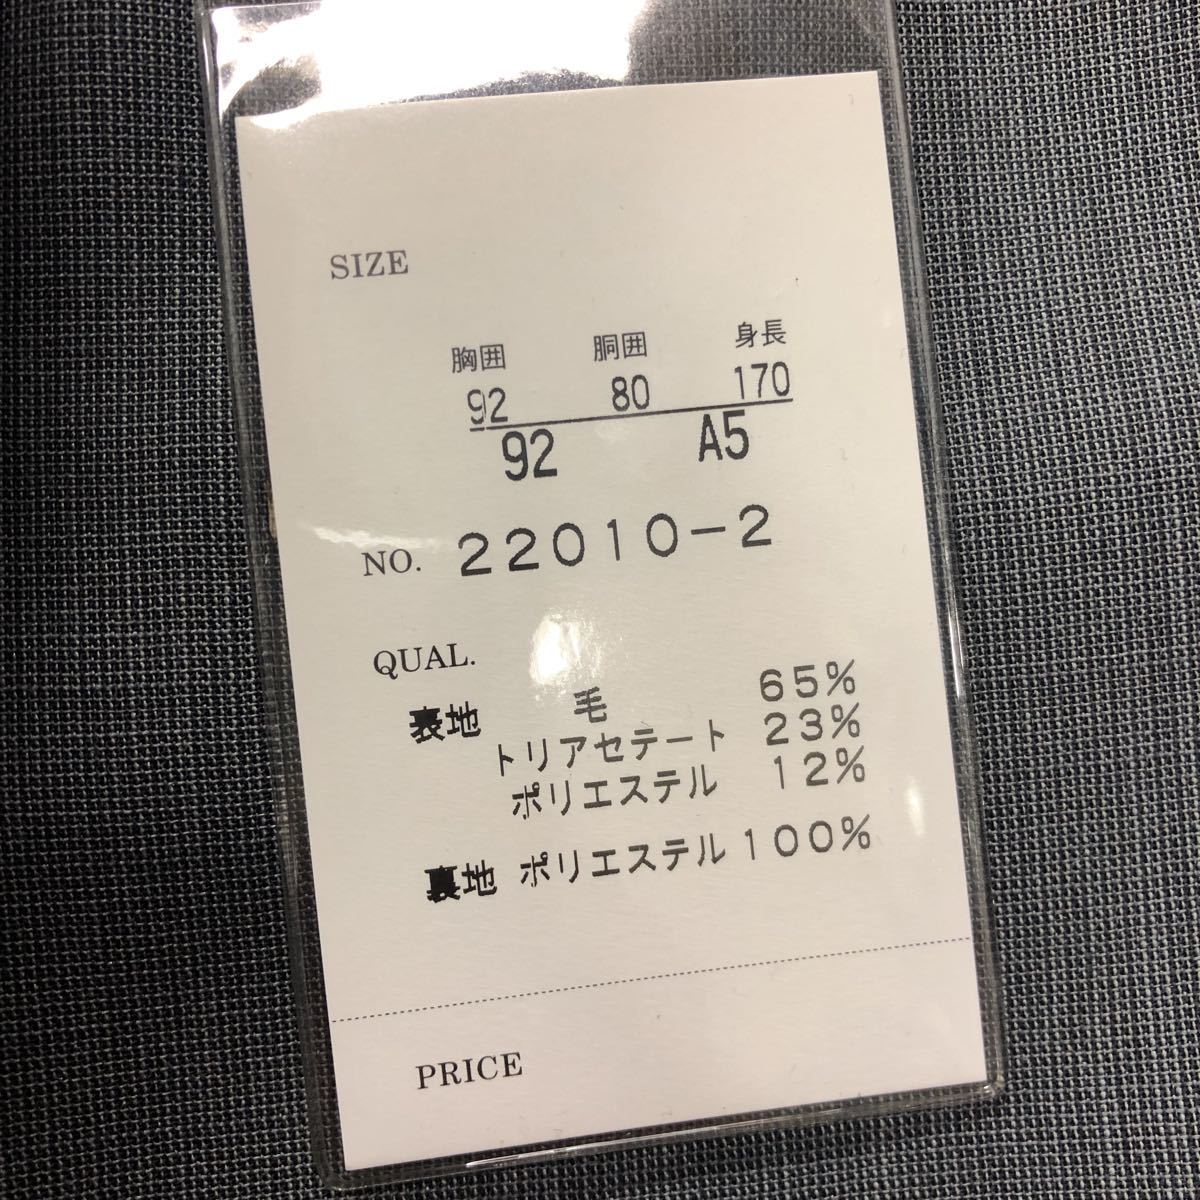 SIZE
胸囲 胴囲 身長
92 80 170
92 A5
NO. 22010-2
QUAL.
表地 毛 65%
トリアセテート 23%
ポリエステル 12%
裏地 ポリエステル 100%
PRICE